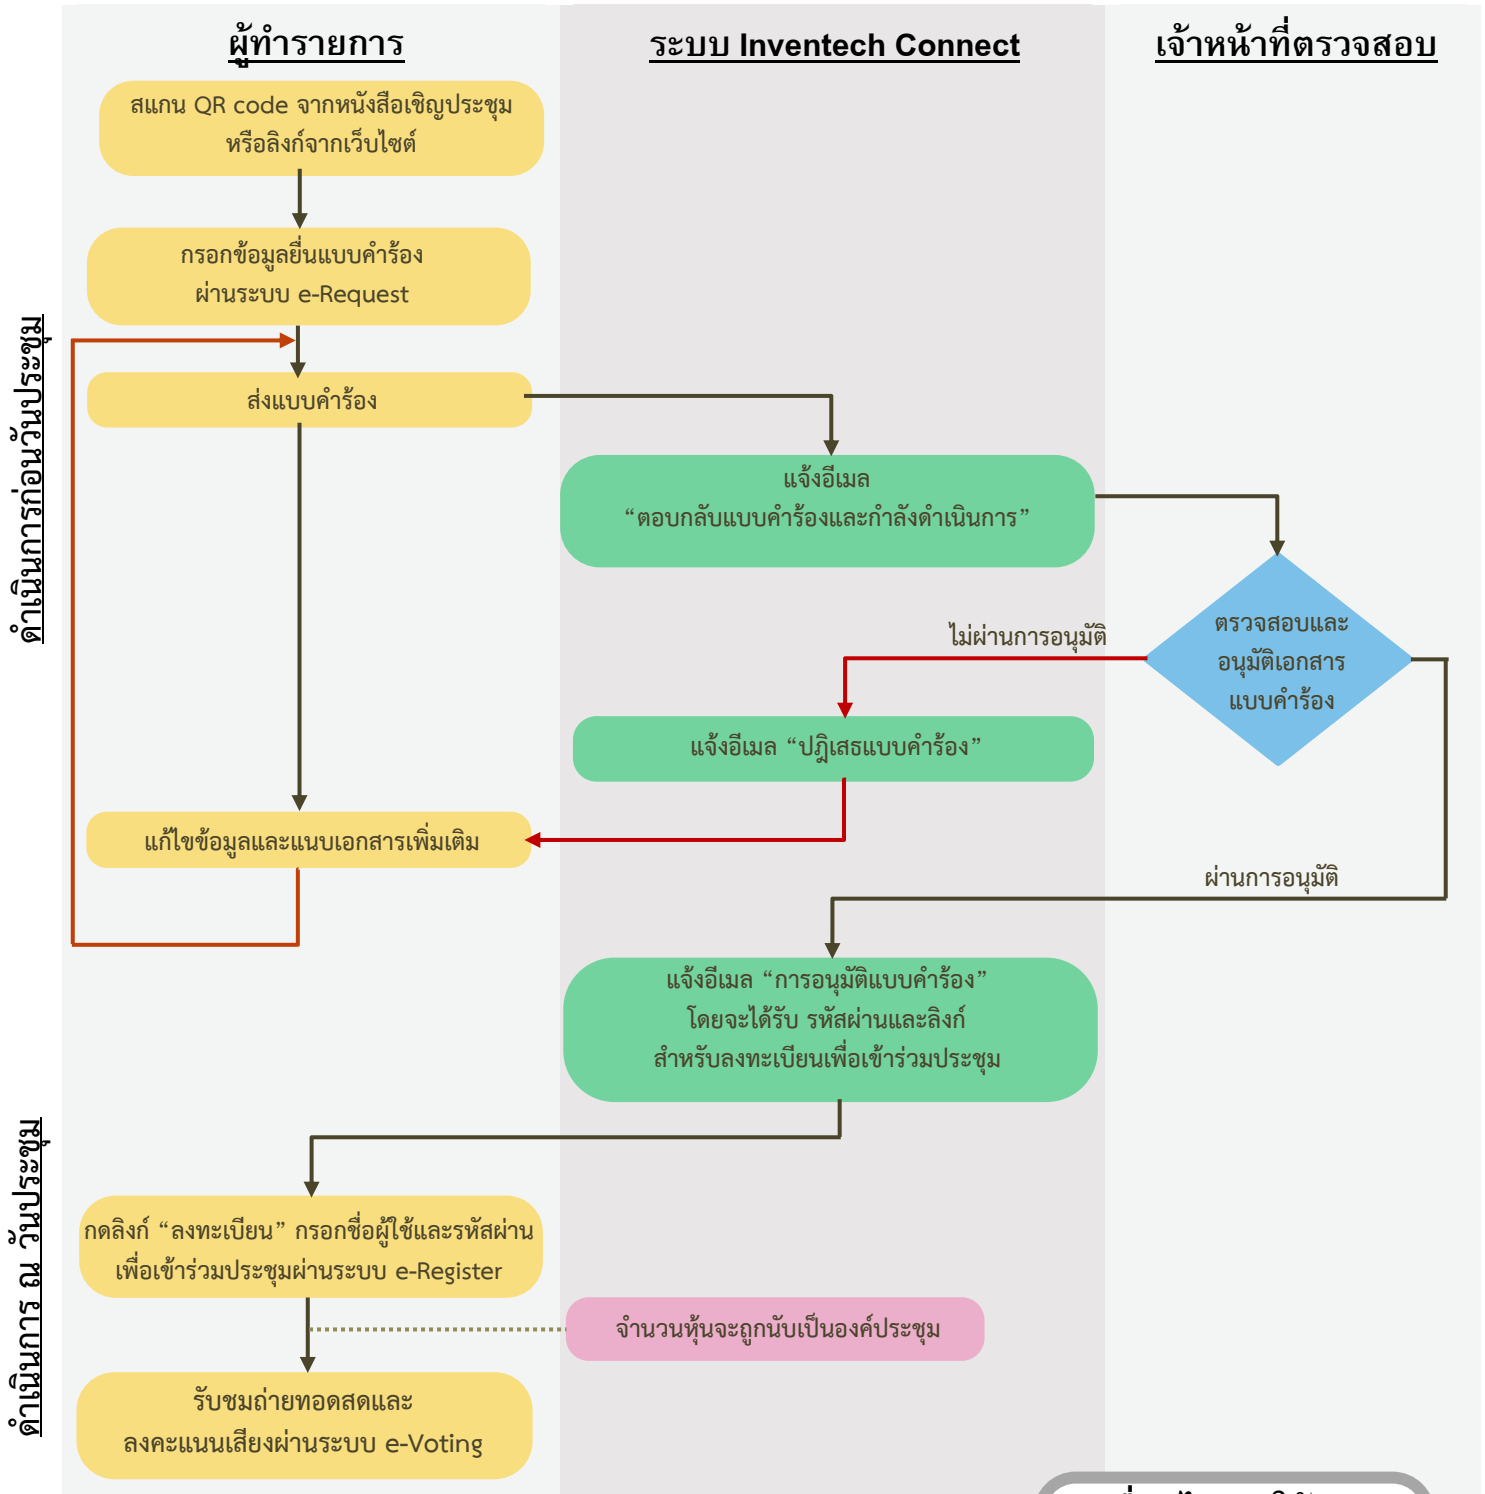 ผู้ทำรายการ
ระบบ Inventech Connect
เจ้าหน้าที่ตรวจสอบ
ดำเนินการก่อนวันประชุม
สแกน QR code จากหนังสือเชิญประชุม
หรือลิงก์จากเว็บไซต์
กรอกข้อมูลยื่นแบบคำร้อง
ผ่านระบบ e-Request
ส่งแบบคำร้อง
แจ้งอีเมล
“ตอบกลับแบบคำร้องและกำลังดำเนินการ”
ตรวจสอบและ
อนุมัติเอกสาร
แบบคำร้อง
ไม่ผ่านการอนุมัติ
แจ้งอีเมล “ปฎิเสธแบบคำร้อง”
แก้ไขข้อมูลและแนบเอกสารเพิ่มเติม
ผ่านการอนุมัติ
แจ้งอีเมล “การอนุมัติแบบคำร้อง”
โดยจะได้รับ รหัสผ่านและลิงก์
สำหรับลงทะเบียนเพื่อเข้าร่วมประชุม
ดำเนินการ ณ วันประชุม
กดลิงก์ “ลงทะเบียน” กรอกชื่อผู้ใช้และรหัสผ่าน
เพื่อเข้าร่วมประชุมผ่านระบบ e-Register
จำนวนหุ้นจะถูกนับเป็นองค์ประชุม
รับชมถ่ายทอดสดและ
ลงคะแนนเสียงผ่านระบบ e-Voting